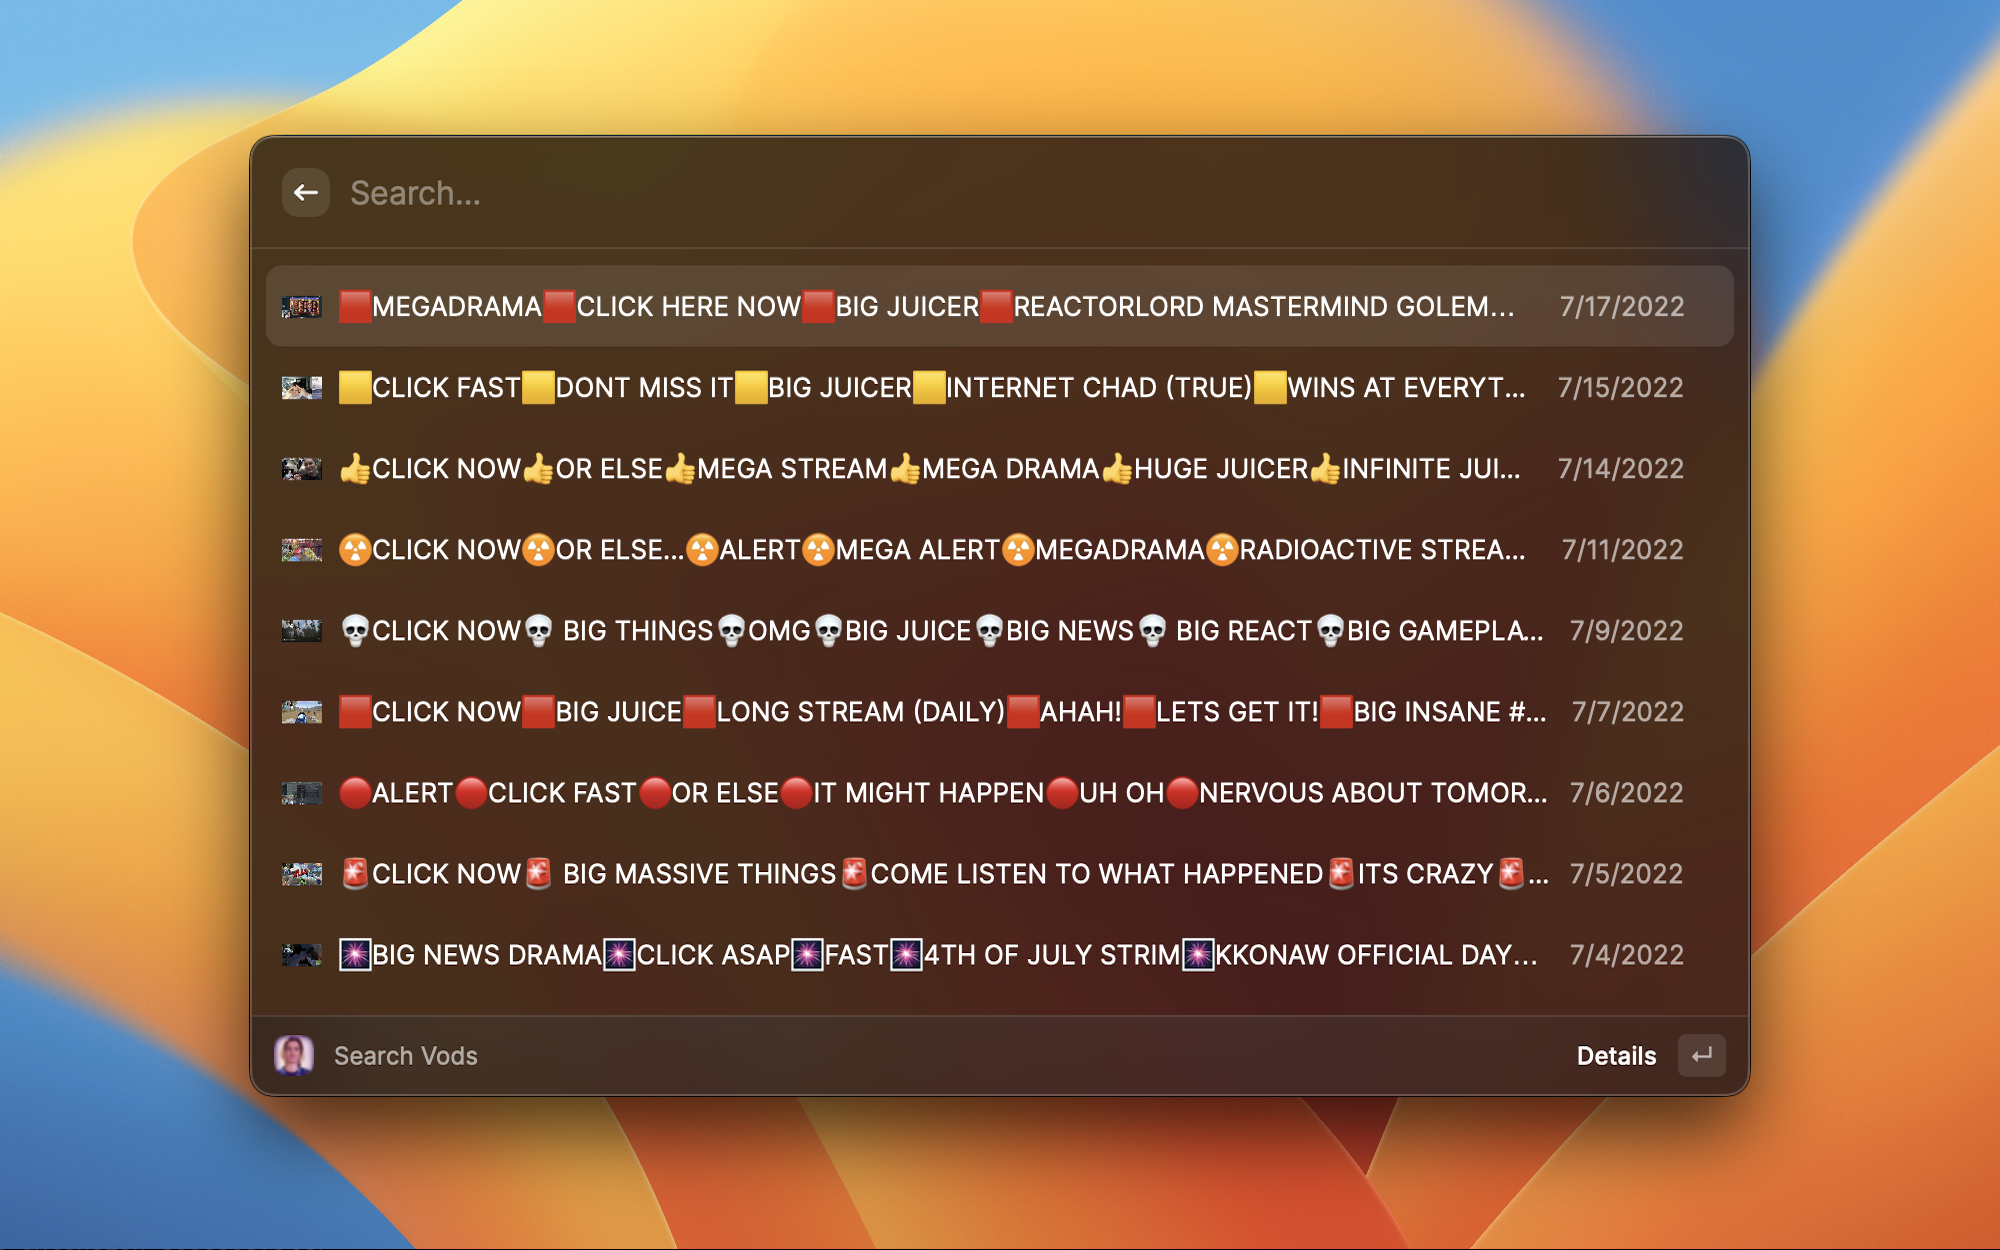 Search...
🟥MEGADRAMA🟥CLICK HERE NOW🟥BIG JUICER🟥REACTORLORD MASTERMIND GOLEM... 7/17/2022
🟨CLICK FAST🟨DONT MISS IT🟨BIG JUICER🟨INTERNET CHAD (TRUE)🟨WINS AT EVERYT... 7/15/2022
👍CLICK NOW👍OR ELSE👍MEGA STREAM👍MEGA DRAMA👍HUGE JUICER👍INFINITE JUI... 7/14/2022
☢️CLICK NOW☢️OR ELSE...☢️ALERT☢️MEGA ALERT☢️MEGADRAMA☢️RADIOACTIVE STREA... 7/11/2022
💀CLICK NOW💀 BIG THINGS💀OMG💀BIG JUICE💀BIG NEWS💀 BIG REACT💀BIG GAMEPLA... 7/9/2022
🟥CLICK NOW🟥BIG JUICE🟥LONG STREAM (DAILY)🟥AHAH!🟥LETS GET IT!🟥BIG INSANE #... 7/7/2022
🔴ALERT🔴CLICK FAST🔴OR ELSE🔴IT MIGHT HAPPEN🔴UH OH🔴NERVOUS ABOUT TOMOR... 7/6/2022
🚨CLICK NOW🚨 BIG MASSIVE THINGS🚨COME LISTEN TO WHAT HAPPENED🚨ITS CRAZY🚨... 7/5/2022
🎆BIG NEWS DRAMA🎆CLICK ASAP🎆FAST🎆4TH OF JULY STRIM🎆KKONAW OFFICIAL DAY... 7/4/2022
Search Vods Details